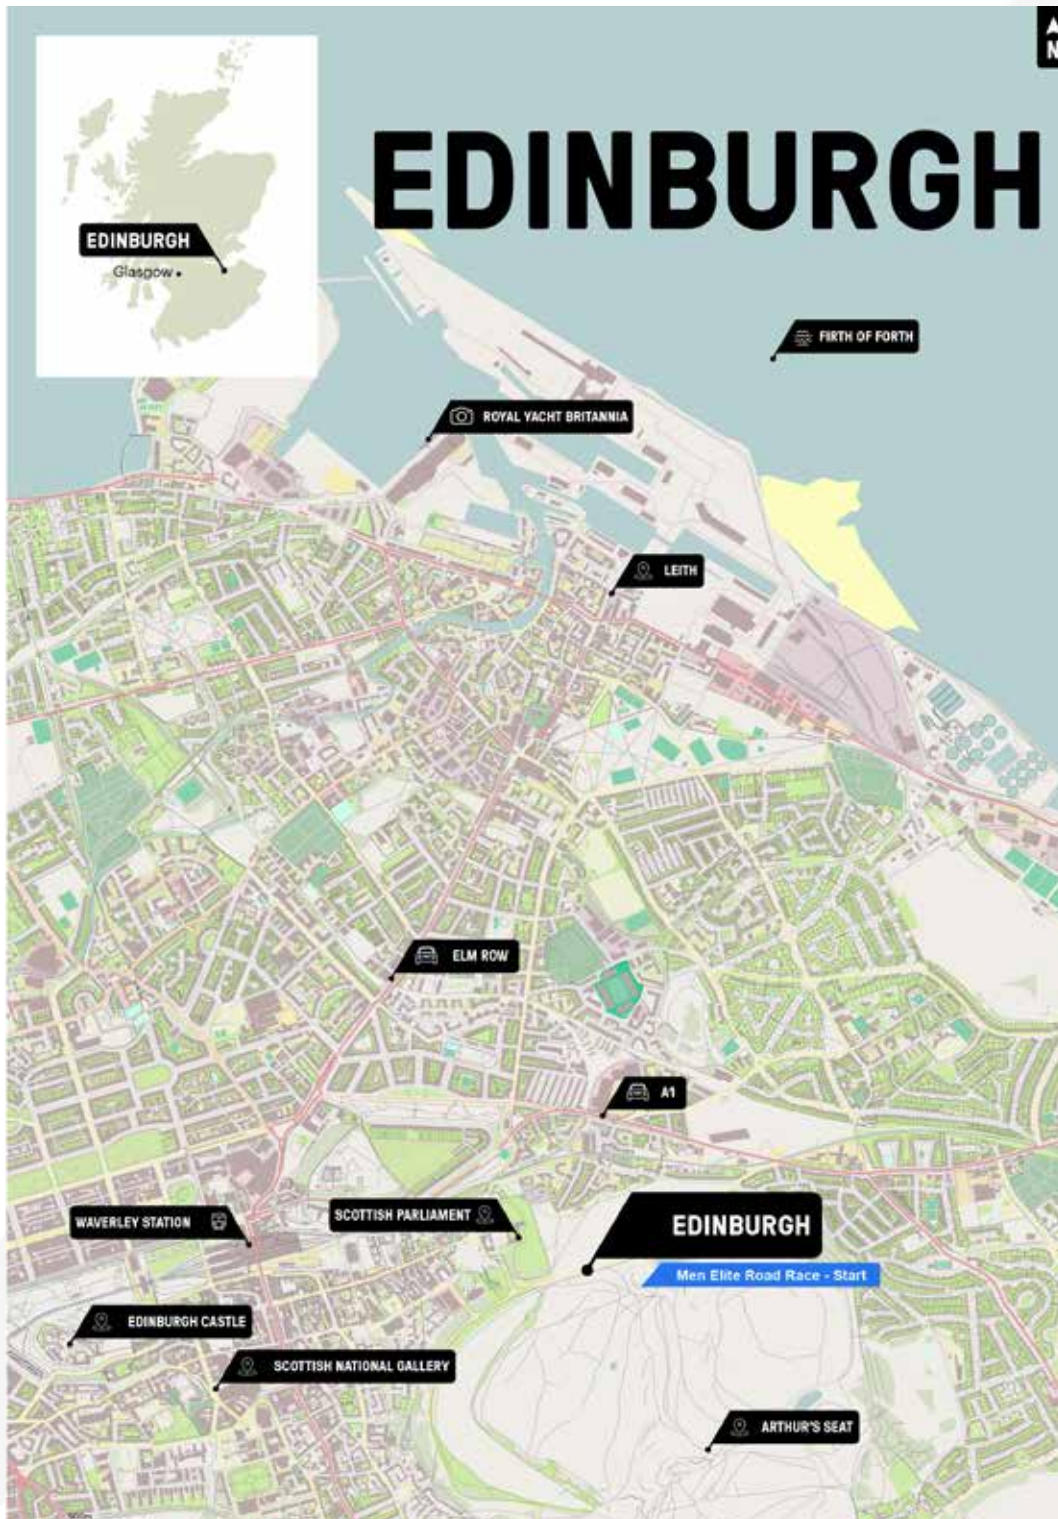 N
EDINBURGH
EDINBURGH
Glasgow
FIRTH OF FORTH
ROYAL YACHT BRITANNIA
LEITH
ELM ROW
A1
WAVERLEY STATION
SCOTTISH PARLIAMENT
EDINBURGH
Men Elite Road Race - Start
EDINBURGH CASTLE
SCOTTISH NATIONAL GALLERY
ARTHUR'S SEAT